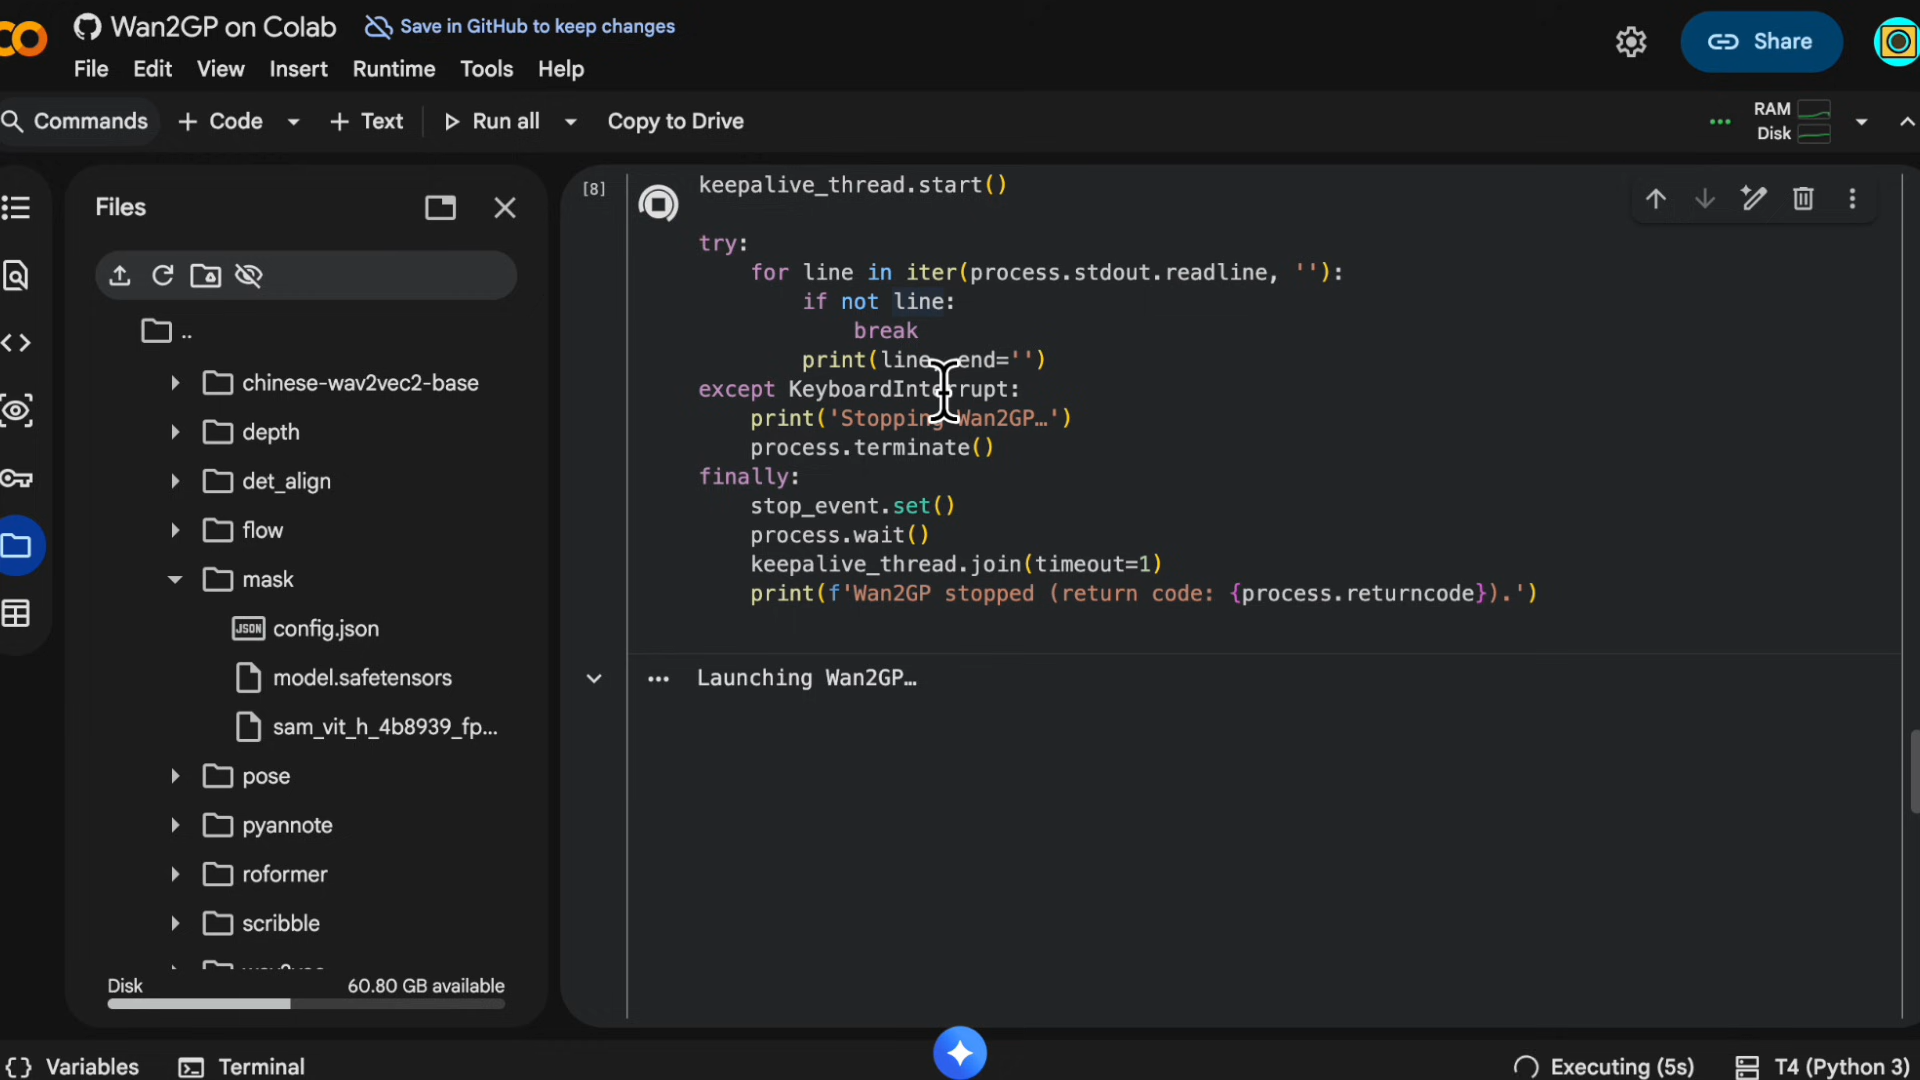 Wan2GP on Colab
Save in GitHub to keep changes
Share
File Edit View Insert Runtime Tools Help
Commands + Code + Text Run all Copy to Drive
RAM
Disk
Files
..
chinese-wav2vec2-base
depth
det_align
flow
mask
JSON config.json
model.safetensors
sam_vit_h_4b8939_fp...
pose
pyannote
roformer
scribble
Disk 60.80 GB available
[8]
keepalive_thread.start()
try:
for line in iter(process.stdout.readline, ''):
if not line:
break
print(line, end='')
except KeyboardInterrupt:
print('Stopping Wan2GP…')
process.terminate()
finally:
stop_event.set()
process.wait()
keepalive_thread.join(timeout=1)
print(f'Wan2GP stopped (return code: {process.returncode}).')
Launching Wan2GP…
Variables Terminal
Executing (5s) T4 (Python 3)